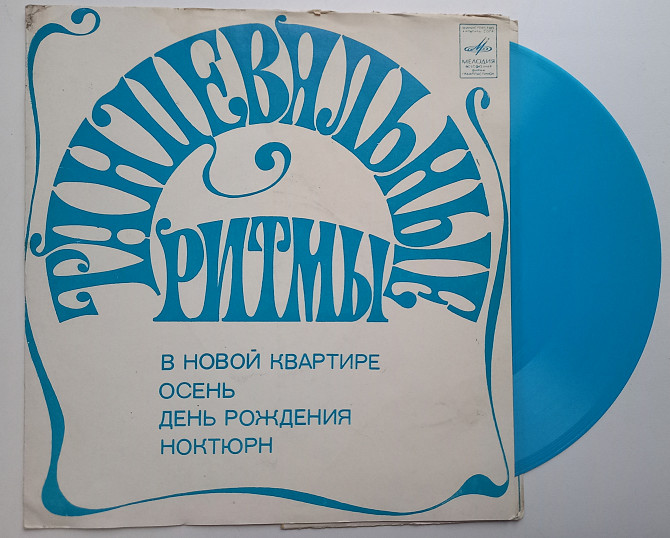 ТАНЦЕВАЛЬНЫЕ
РИТМЫ
МЕЛОДИЯ
В НОВОЙ КВАРТИРЕ
ОСЕНЬ
ДЕНЬ РОЖДЕНИЯ
НОКТЮРН